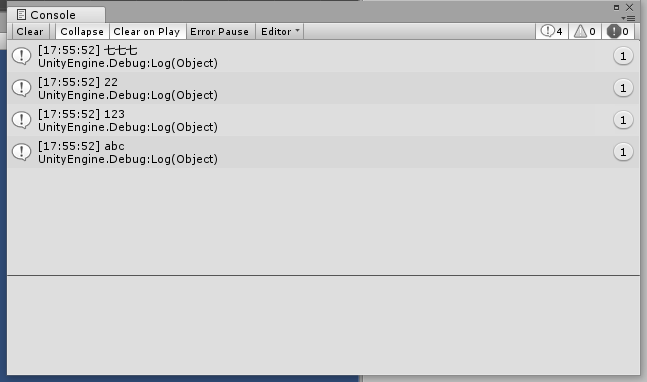 Console
Clear Collapse Clear on Play Error Pause Editor 4 0 0
[17:55:52] 七七七 1
UnityEngine.Debug:Log(Object)
[17:55:52] 22 1
UnityEngine.Debug:Log(Object)
[17:55:52] 123 1
UnityEngine.Debug:Log(Object)
[17:55:52] abc 1
UnityEngine.Debug:Log(Object)